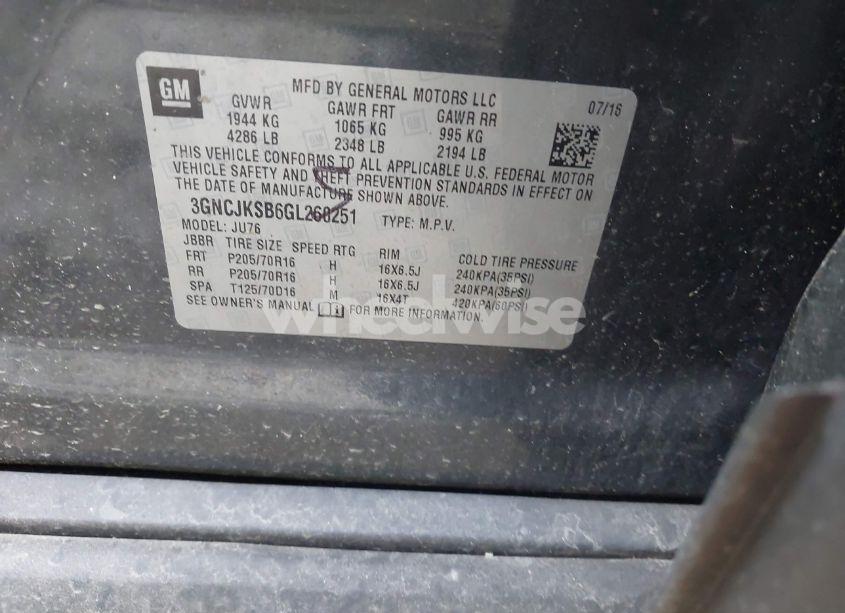 GM
MFD BY GENERAL MOTORS LLC
07/16
GVWR GAWR FRT GAWR RR
1944 KG 1065 KG 995 KG
4286 LB 2348 LB 2194 LB
THIS VEHICLE CONFORMS TO ALL APPLICABLE U.S. FEDERAL MOTOR
VEHICLE SAFETY AND THEFT PREVENTION STANDARDS IN EFFECT ON
THE DATE OF MANUFACTURE SHOWN ABOVE.
3GNCJKSB6GL268251 TYPE: M.P.V.
MODEL: JU76
JBBR TIRE SIZE SPEED RTG RIM COLD TIRE PRESSURE
FRT P205/70R16 H 16X6.5J 240KPA(35PSI)
RR P205/70R16 H 16X6.5J 240KPA(35PSI)
SPA T125/70D16 M 16X4T 420KPA(60PSI)
SEE OWNER'S MANUAL FOR MORE INFORMATION.
wheelwise